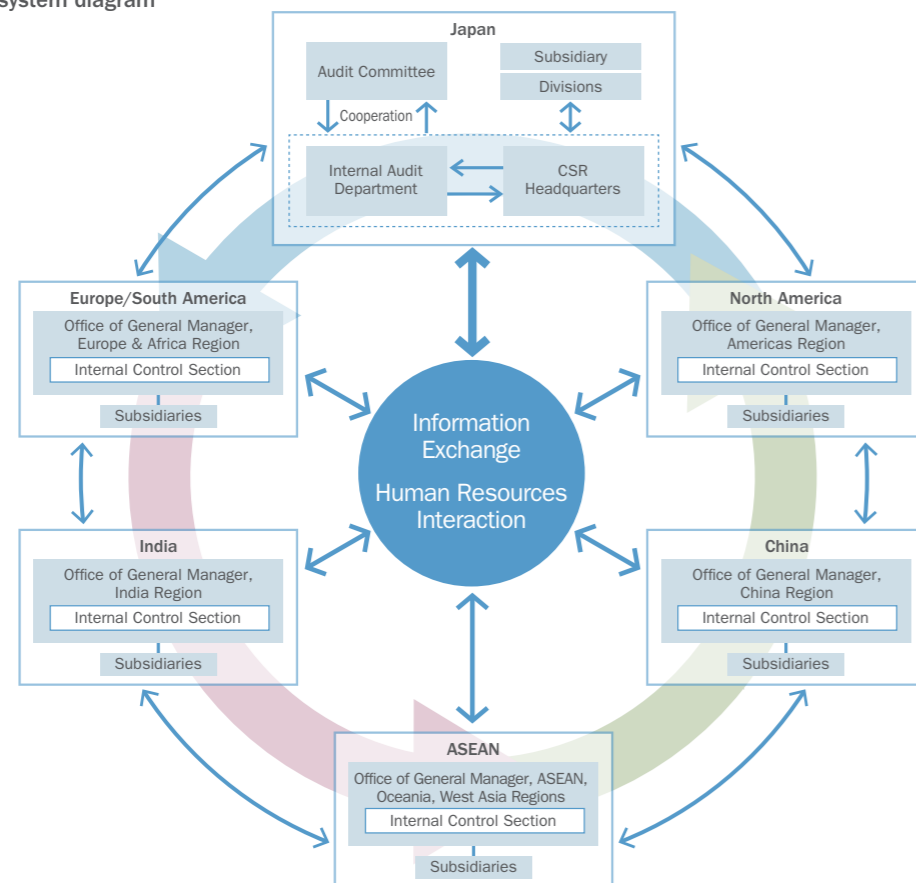 system diagram
Japan
Audit Committee
Subsidiary
Divisions
Cooperation
Internal Audit
Department
CSR
Headquarters
Europe/South America
Office of General Manager,
Europe & Africa Region
Internal Control Section
Subsidiaries
North America
Office of General Manager,
Americas Region
Internal Control Section
Subsidiaries
Information
Exchange
Human Resources
Interaction
India
Office of General Manager,
India Region
Internal Control Section
Subsidiaries
China
Office of General Manager,
China Region
Internal Control Section
Subsidiaries
ASEAN
Office of General Manager, ASEAN,
Oceania, West Asia Regions
Internal Control Section
Subsidiaries